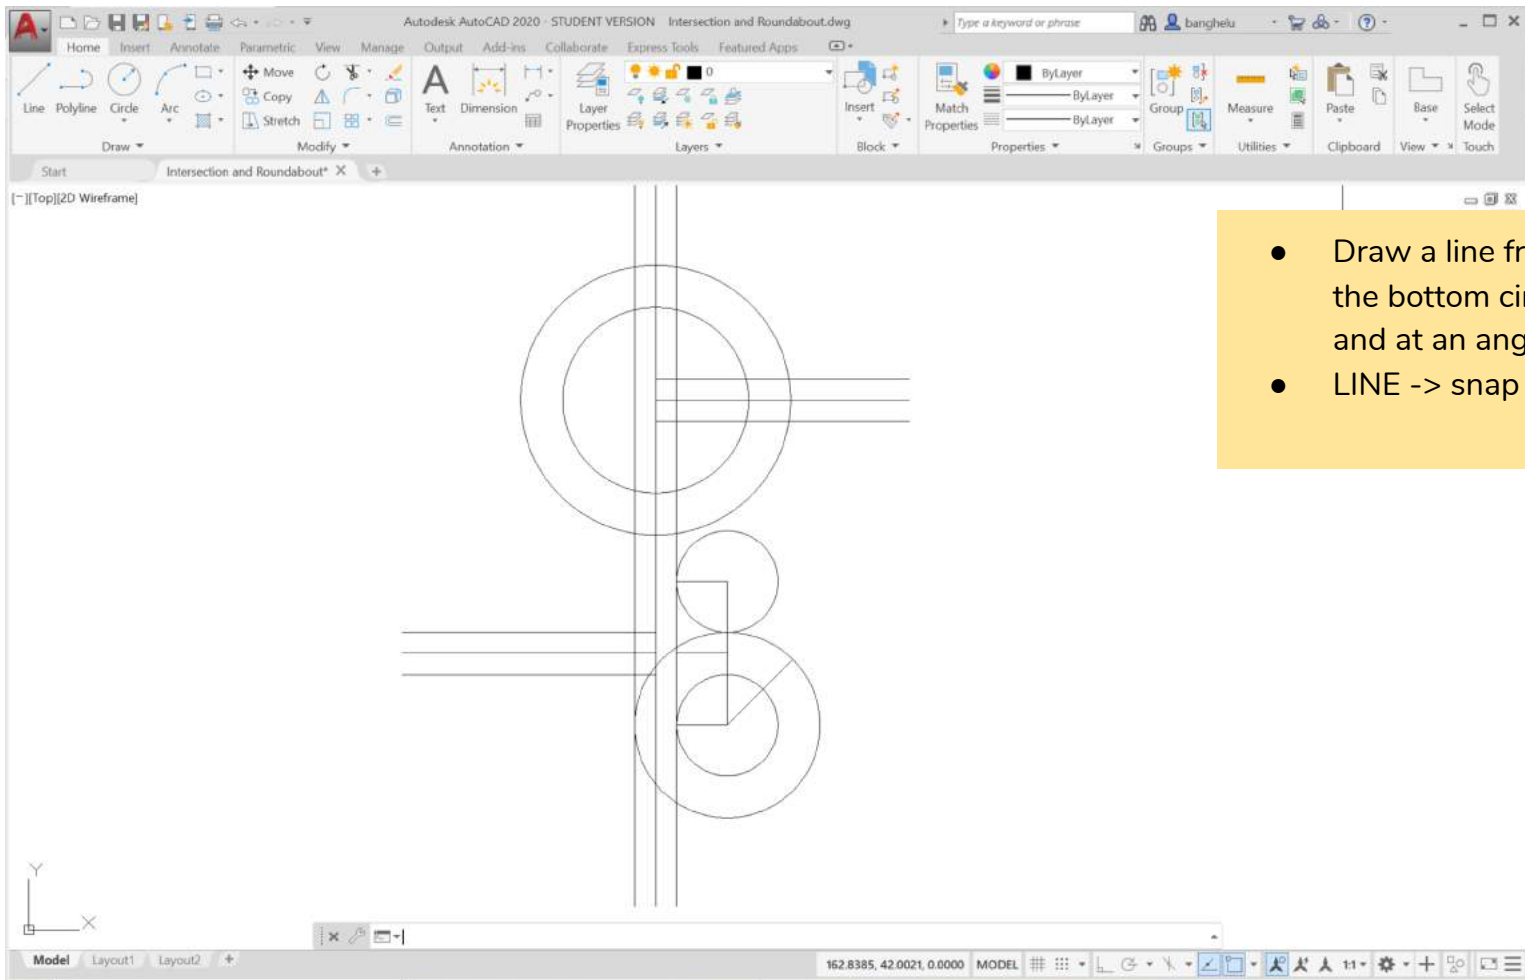 Autodesk AutoCAD 2020 - STUDENT VERSION Intersection and Roundabout.dwg Type a keyword or phrase banghelu
Home Insert Annotate Parametric View Manage Output Add-ins Collaborate Express Tools Featured Apps
Move
Copy
Stretch
Line Polyline Circle Arc
Text Dimension
Layer Properties
0
Insert
Match Properties
ByLayer
ByLayer
ByLayer
Group
Measure
Paste
Base
Select Mode
Draw Modify Annotation Layers Block Properties Groups Utilities Clipboard View Touch
Start Intersection and Roundabout* +
[-][Top][2D Wireframe]
● Draw a line fr
the bottom cir
and at an ang
● LINE -> snap
Y
X
Model Layout1 Layout2 +
162.8385, 42.0021, 0.0000 MODEL 1:1